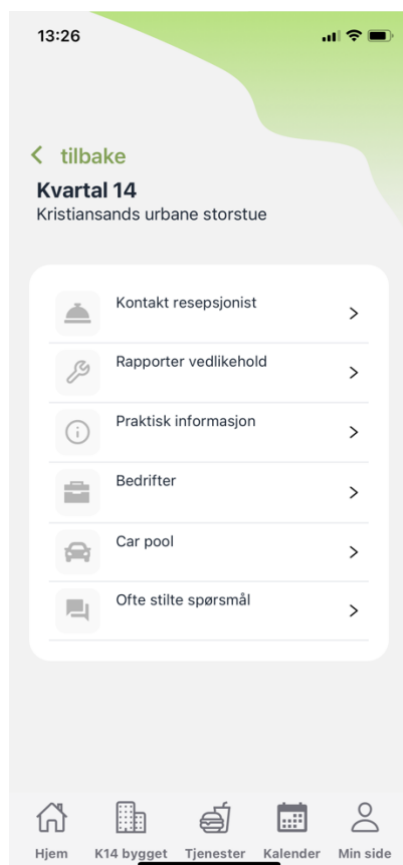 13:26
tilbake
Kvartal 14
Kristiansands urbane storstue
Kontakt resepsjonist
Rapporter vedlikehold
Praktisk informasjon
Bedrifter
Car pool
Ofte stilte spørsmål
Hjem K14 bygget Tjenester Kalender Min side